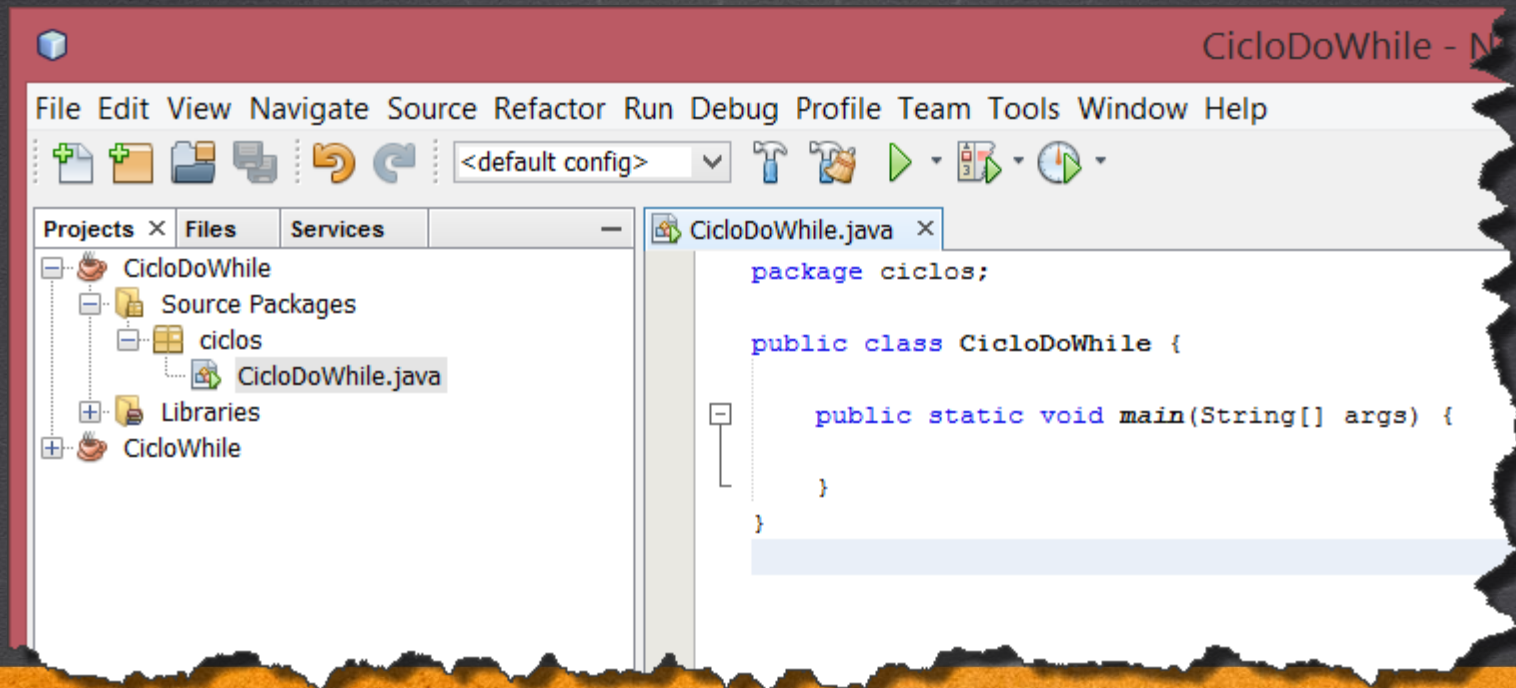 CicloDoWhile - N
File Edit View Navigate Source Refactor Run Debug Profile Team Tools Window Help
<default config>
Projects Files Services
CicloDoWhile
Source Packages
ciclos
CicloDoWhile.java
Libraries
CicloWhile
CicloDoWhile.java
package ciclos;
public class CicloDoWhile {
public static void main(String[] args) {
}
}